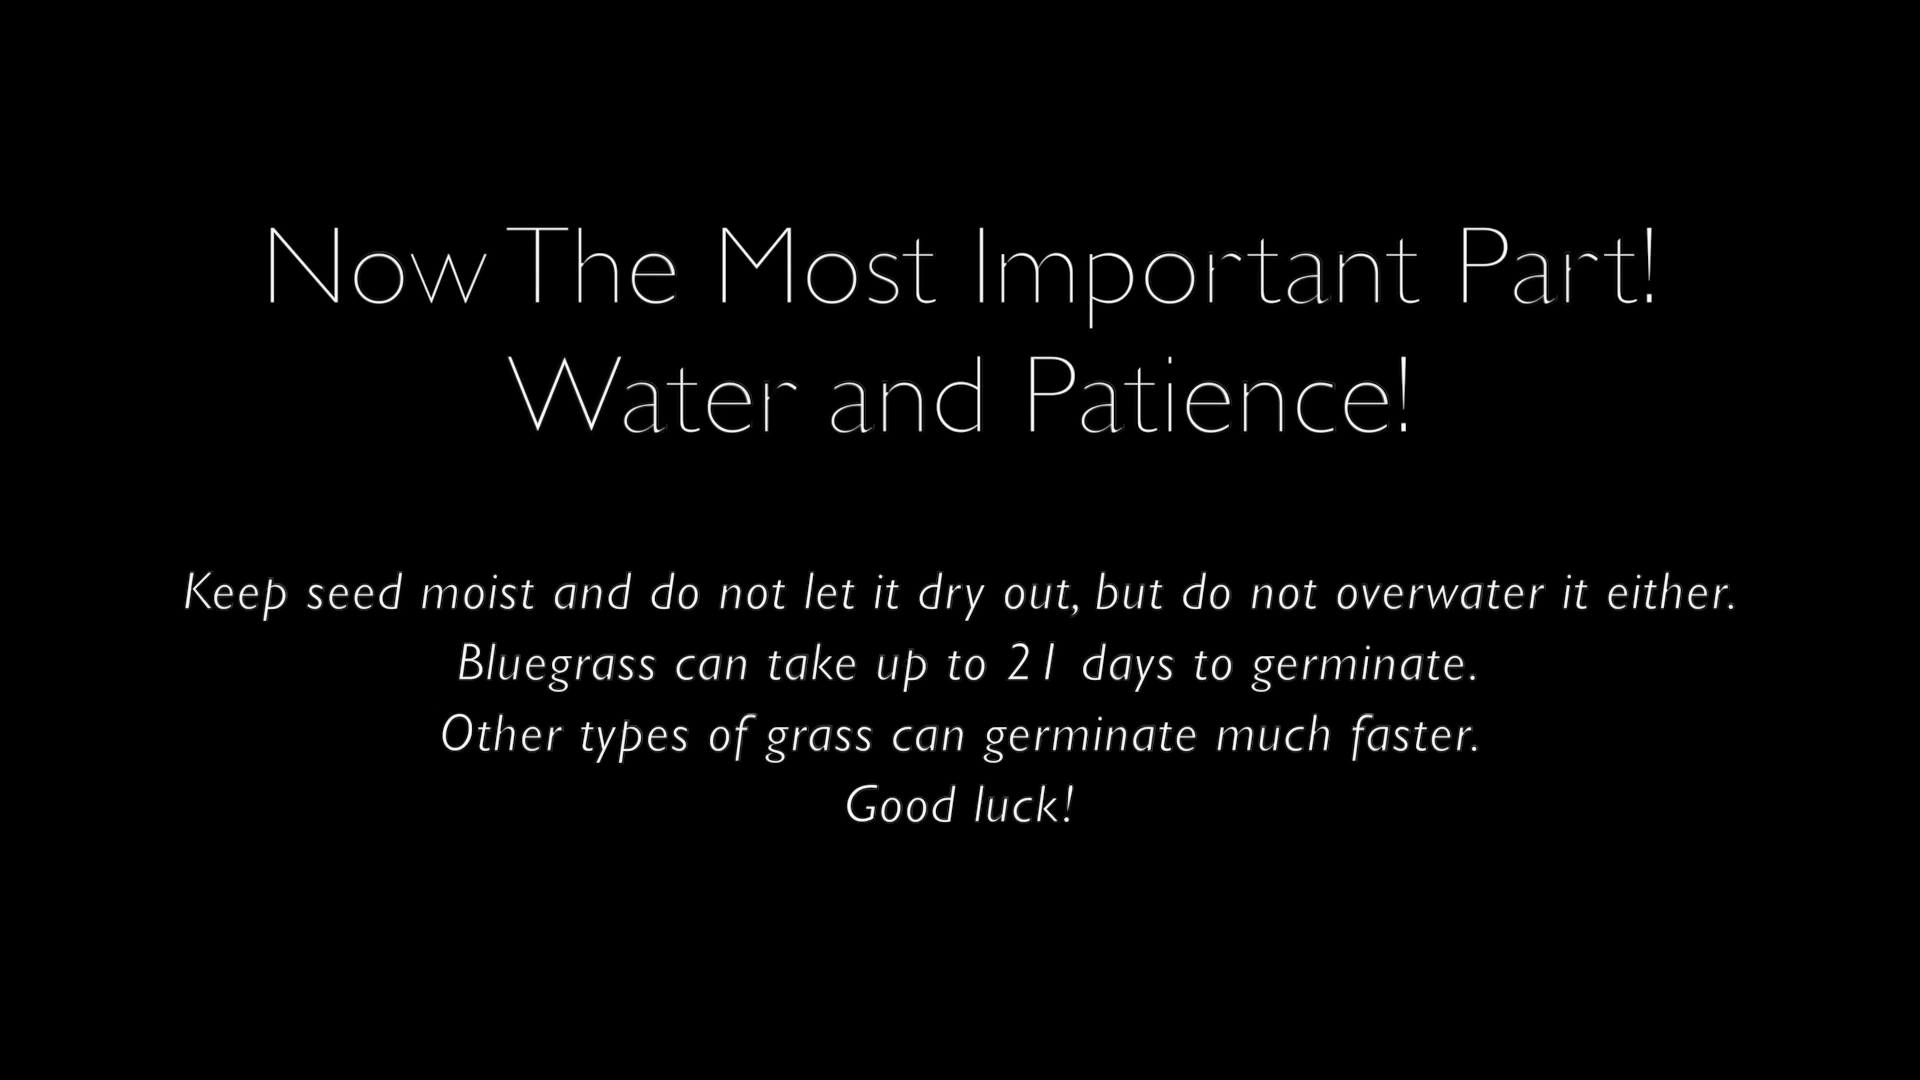 Now The Most Important Part!
Water and Patience!
Keep seed moist and do not let it dry out, but do not overwater it either.
Bluegrass can take up to 21 days to germinate.
Other types of grass can germinate much faster.
Good luck!